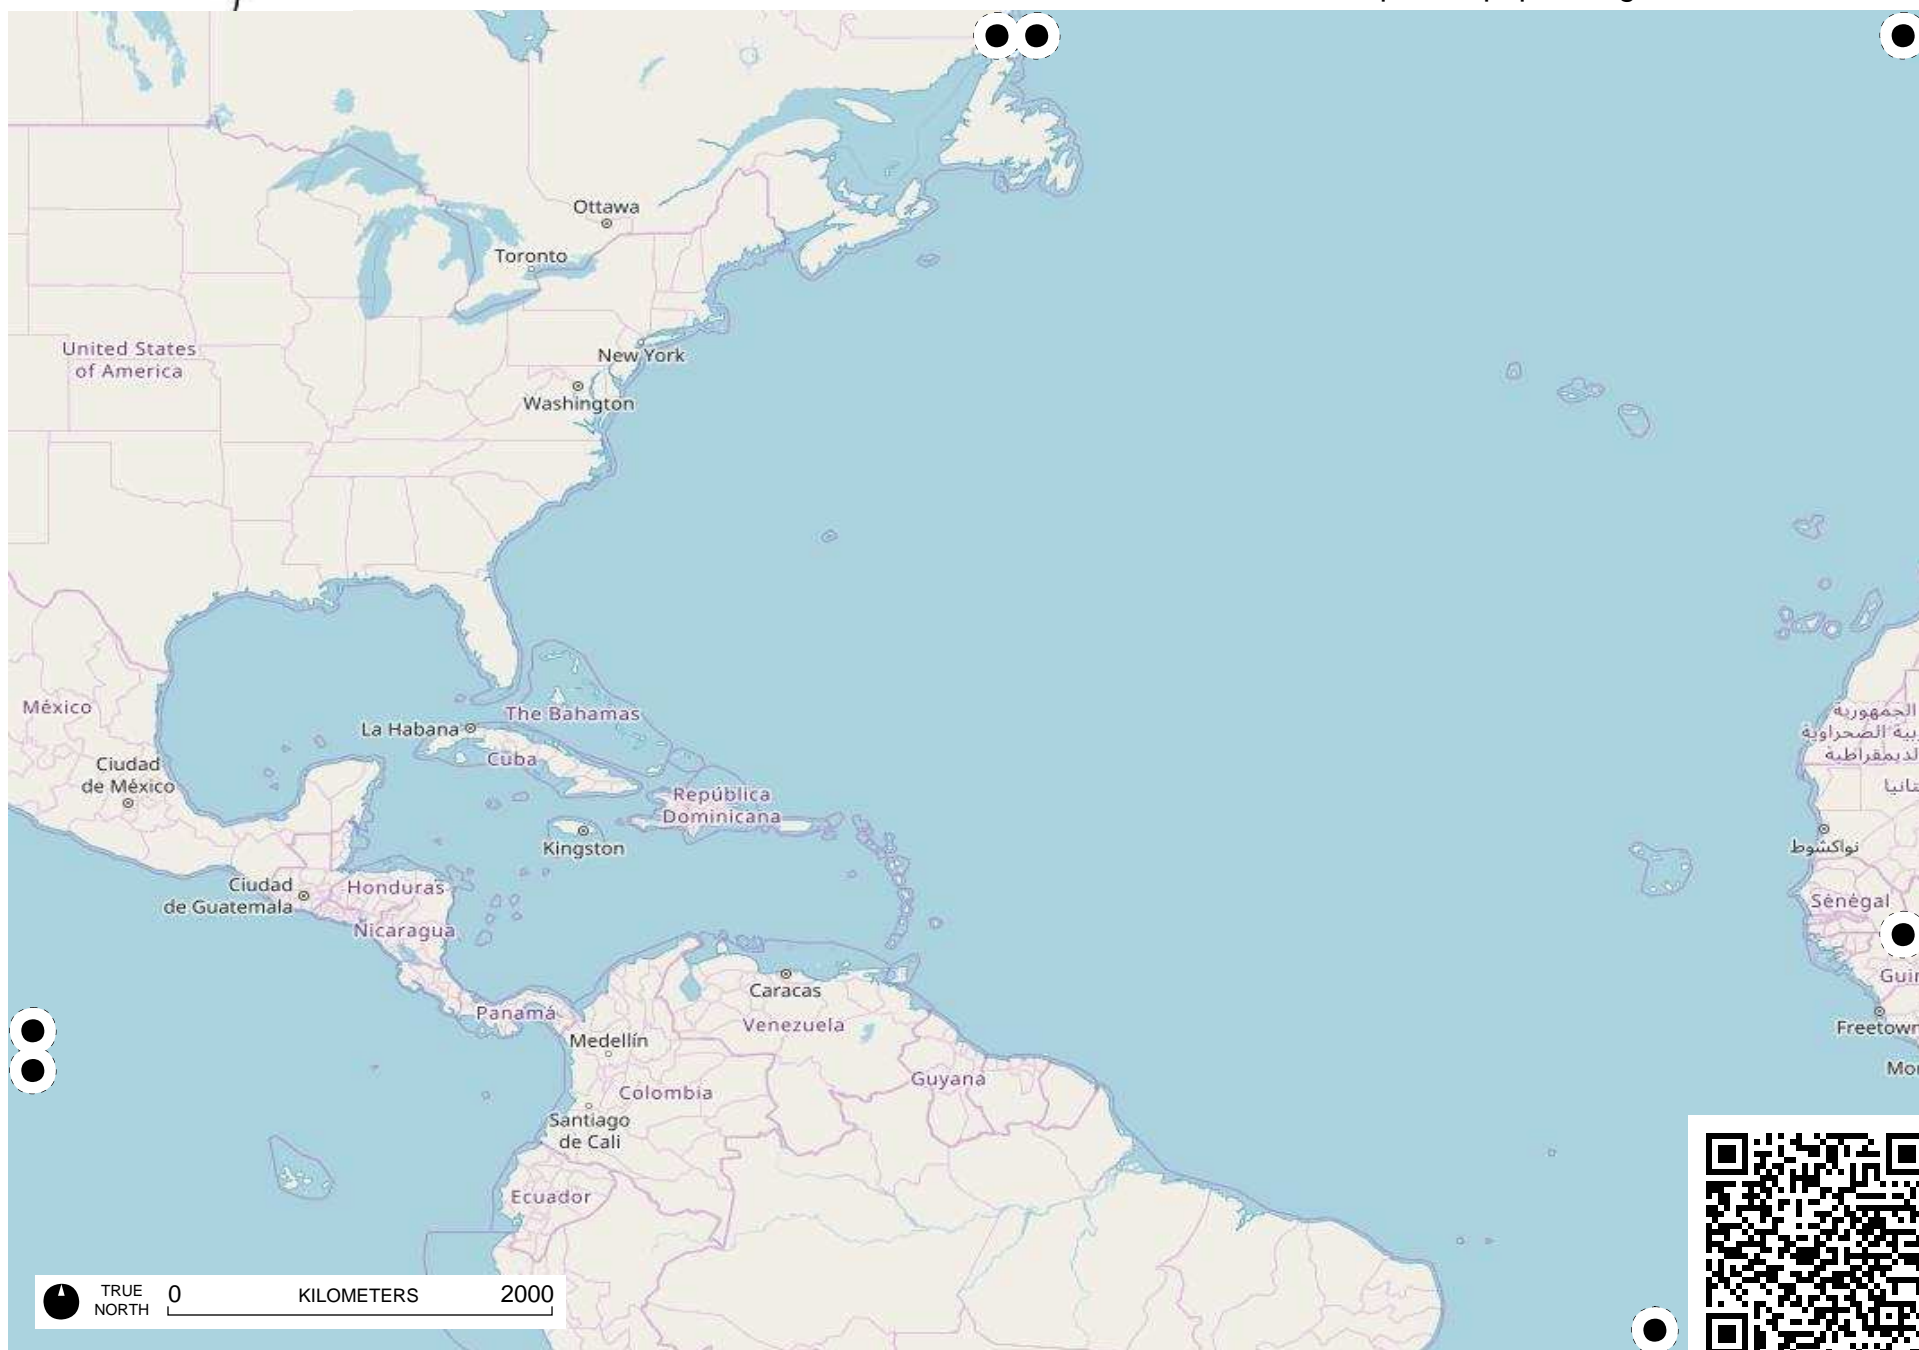 Ottawa
Toronto
United States
of America
New York
Washington
México
La Habana
The Bahamas
Cuba
Ciudad
de México
República
Dominicana
Kingston
Ciudad
de Guatemala
Honduras
Nicaragua
نواكشوط
Sénégal
Caracas
Panamá
Venezuela
Medellín
Guyana
Colombia
Santiago
de Cali
Ecuador
Freetown
TRUE
NORTH
0
KILOMETERS
2000